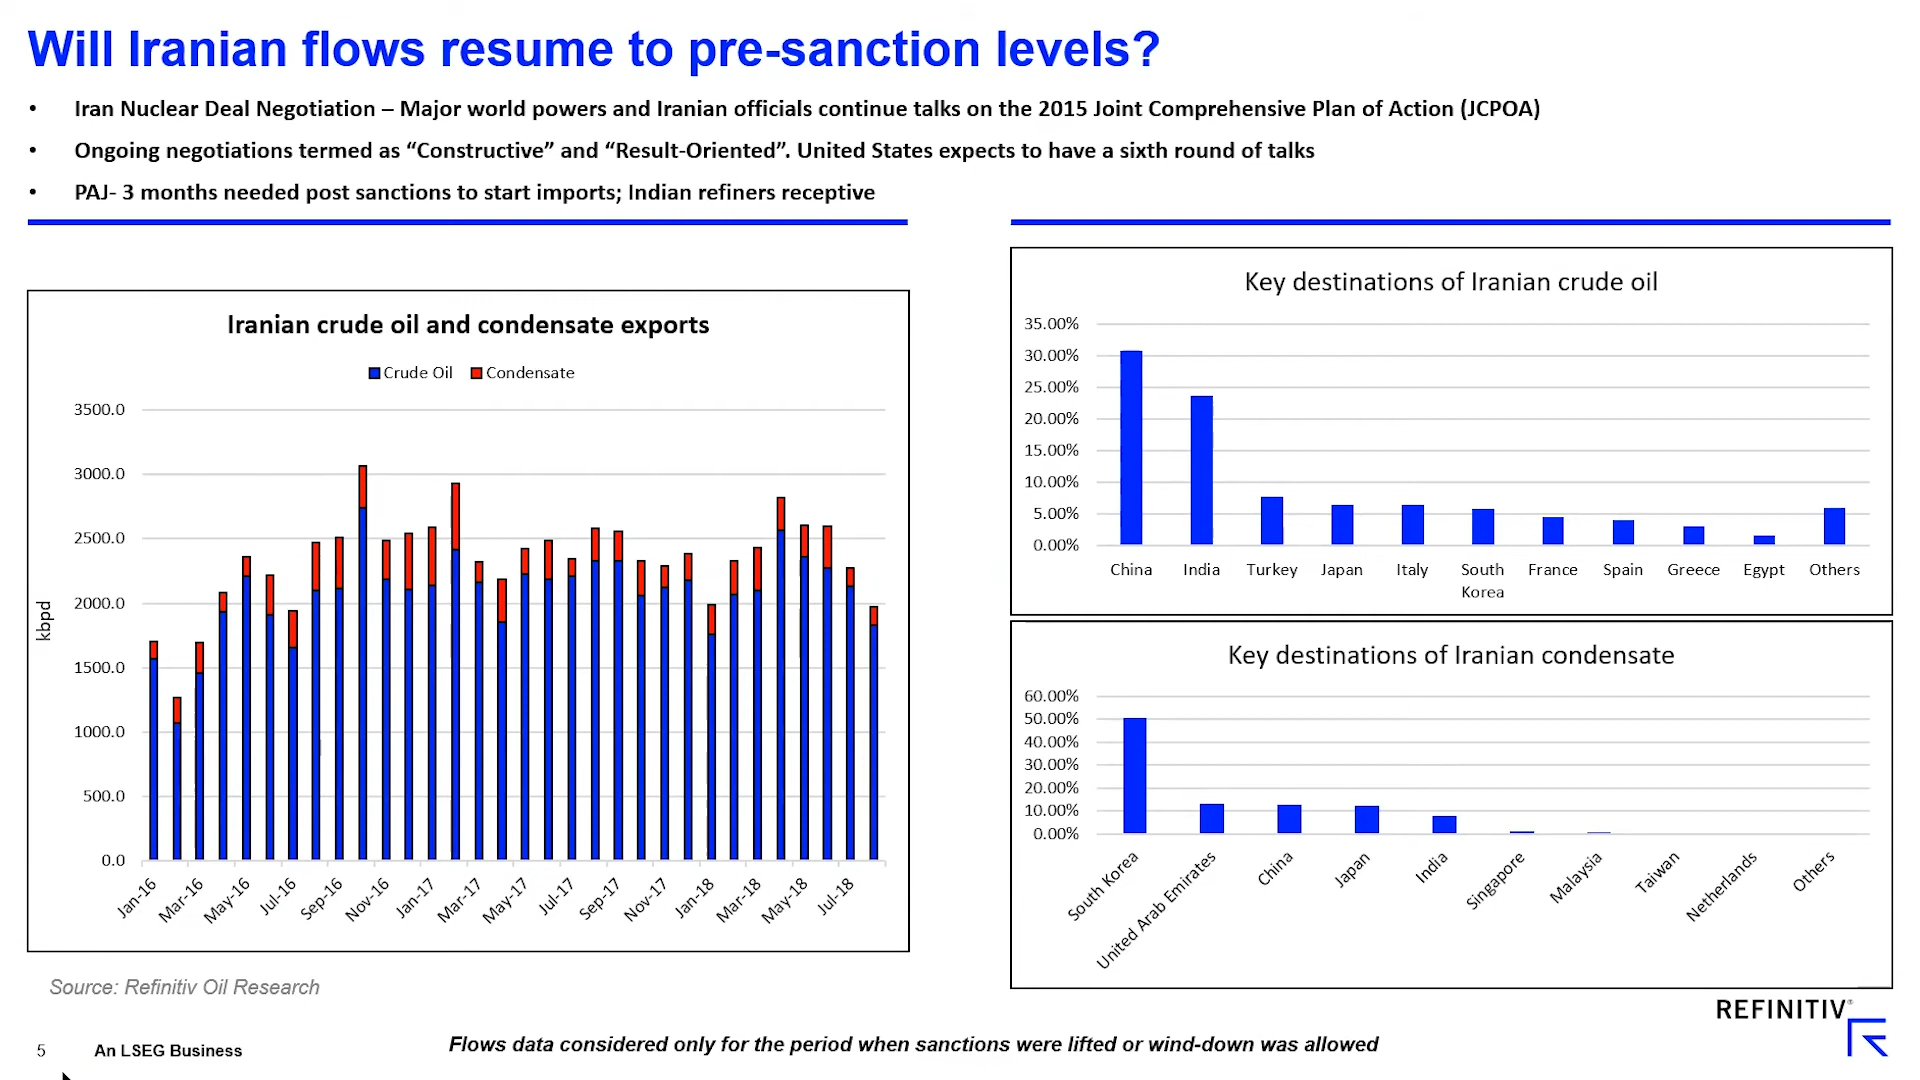 Will Iranian flows resume to pre-sanction levels?
• Iran Nuclear Deal Negotiation – Major world powers and Iranian officials continue talks on the 2015 Joint Comprehensive Plan of Action (JCPOA)
• Ongoing negotiations termed as “Constructive” and “Result-Oriented”. United States expects to have a sixth round of talks
• PAJ- 3 months needed post sanctions to start imports; Indian refiners receptive
Iranian crude oil and condensate exports
Crude Oil Condensate
3500.0
3000.0
2500.0
2000.0
1500.0
1000.0
500.0
0.0
kbpd
Jan-16 Mar-16 May-16 Jul-16 Sep-16 Nov-16 Jan-17 Mar-17 May-17 Jul-17 Sep-17 Nov-17 Jan-18 Mar-18 May-18 Jul-18
Key destinations of Iranian crude oil
35.00%
30.00%
25.00%
20.00%
15.00%
10.00%
5.00%
0.00%
China India Turkey Japan Italy South France Spain Greece Egypt Others
Korea
Key destinations of Iranian condensate
60.00%
50.00%
40.00%
30.00%
20.00%
10.00%
0.00%
South Korea United Arab Emirates China Japan India Singapore Malaysia Taiwan Netherlands Others
Source: Refinitiv Oil Research
REFINITIV®
5 An LSEG Business
Flows data considered only for the period when sanctions were lifted or wind-down was allowed